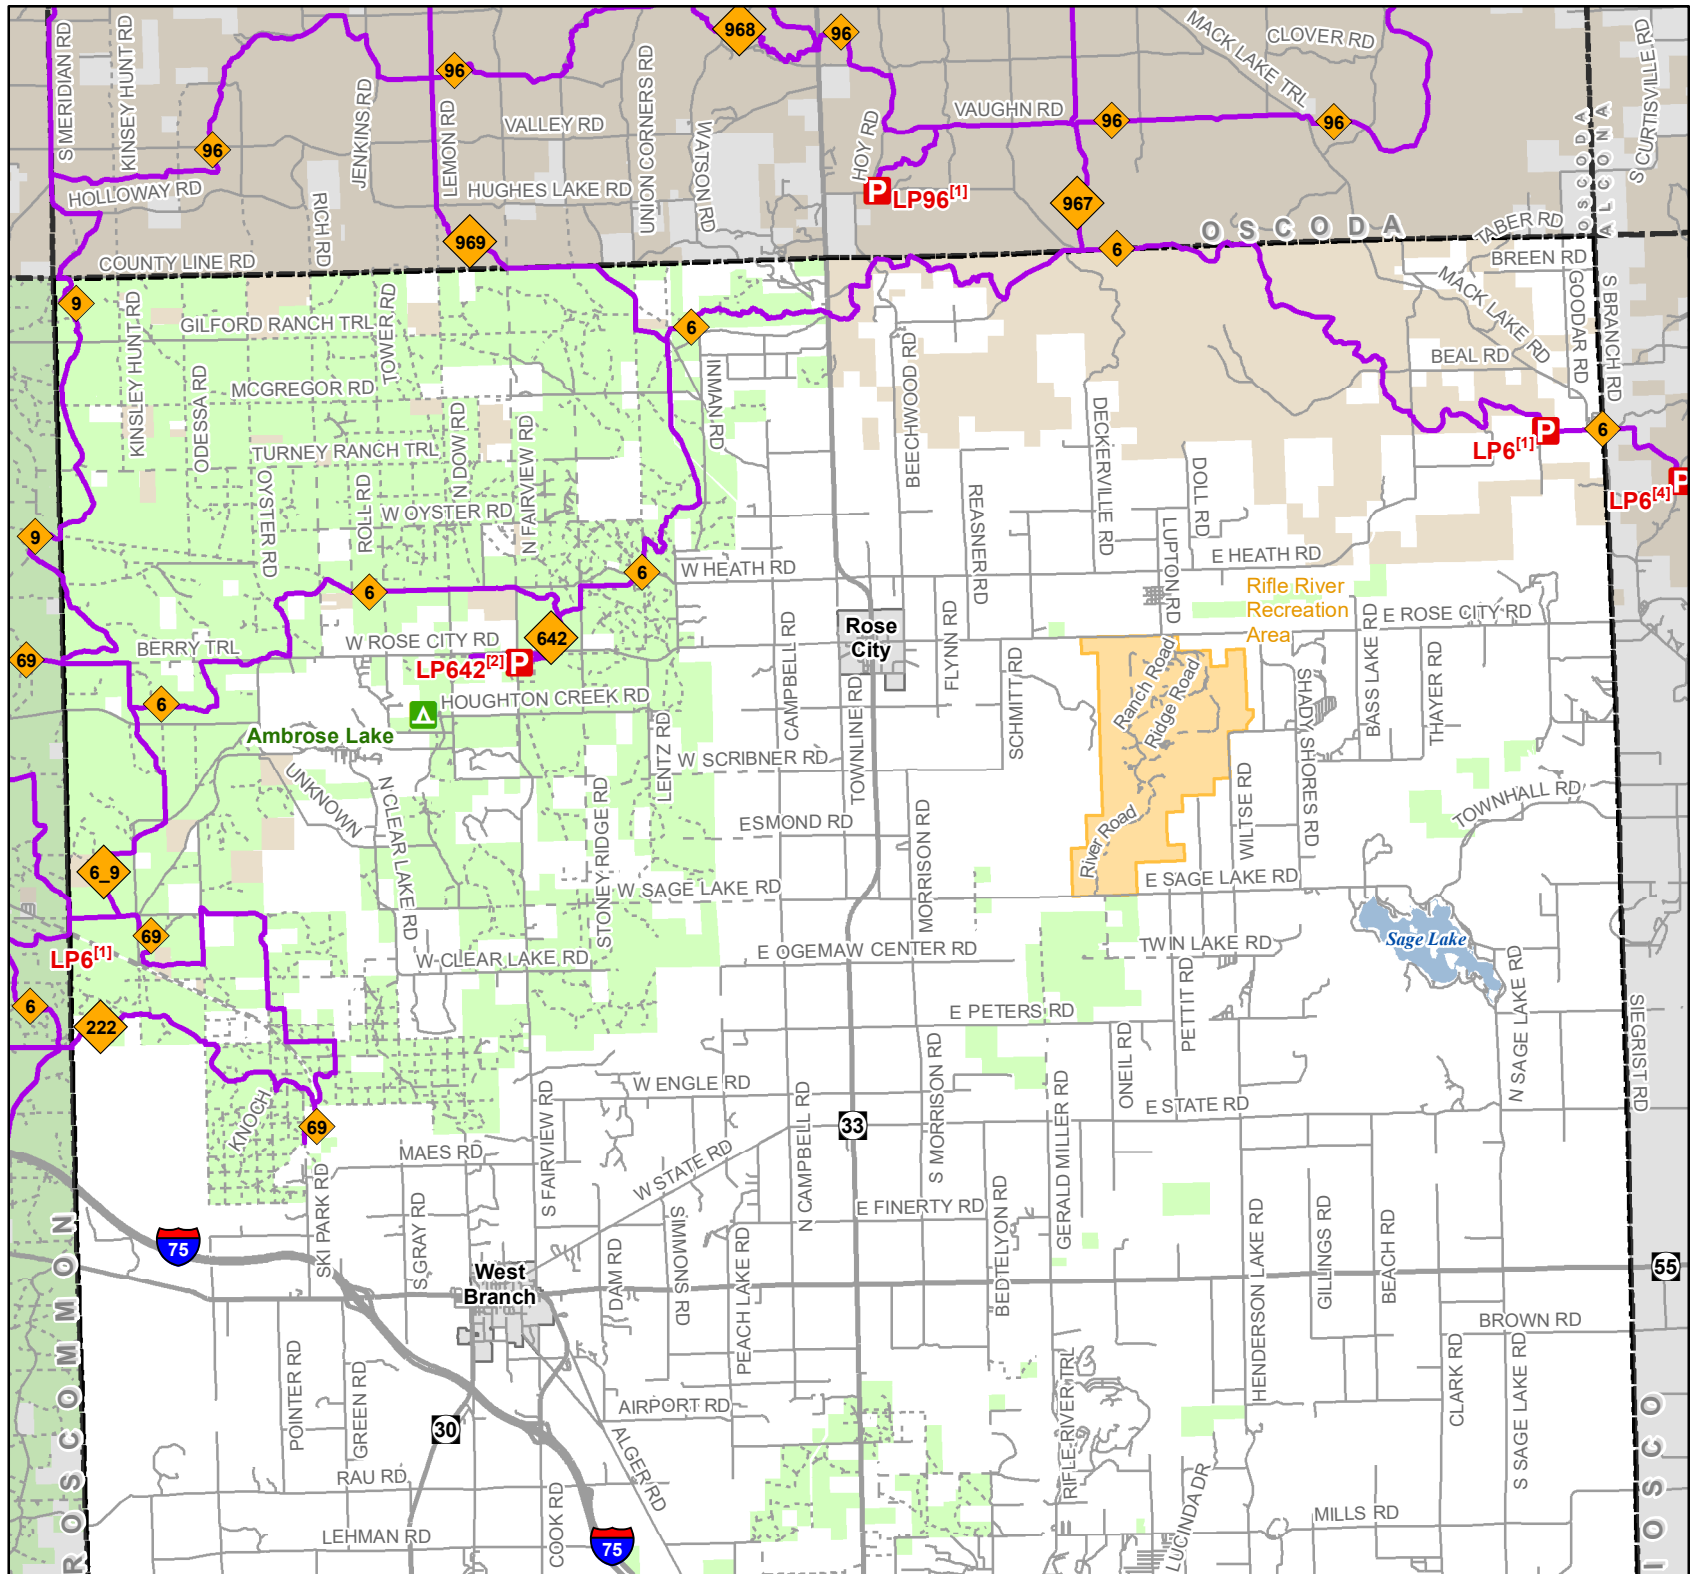 S MERIDIAN RD
KINSEY HUNT RD
JENKINS RD
LEMON RD
UNION CORNERS RD
WATSON RD
968
96
HOY RD
MACK LAKE TRL
CLOVER RD
S CURTISVILLE RD
96
VALLEY RD
VAUGHN RD
96
96
96
HOLLOWAY RD
HUGHES LAKE RD
RICH RD
P
LP96[1]
967
OSCODA
ALCONA
OSCODA
TABER RD
BREEN RD
969
6
COUNTY LINE RD
MACK LAKE RD
GOODAR RD
S BRANCH RD
9
KINSLEY HUNT RD
TOWER RD
GILFORD RANCH TRL
6
INMAN RD
BEECHWOOD RD
BEAL RD
MCGREGOR RD
ODESSA RD
N DOW RD
N FAIRVIEW RD
DECKERVILLE RD
TURNEY RANCH TRL
P
LP6[1]
6
P
LP6[4]
OYSTER RD
ROLL RD
W OYSTER RD
REASNER RD
DOLL RD
LUPTON RD
9
W HEATH RD
E HEATH RD
6
6
Rifle River
Recreation
Area
69
BERRY TRL
W ROSE CITY RD
642
LP642[2]
P
CAMPBELL RD
Rose
City
FLYNN RD
SCHMITT RD
E ROSE CITY RD
BASS LAKE RD
THAYER RD
6
HOUGHTON CREEK RD
Ambrose Lake
Ranch Road
Ridge Road
SHADY SHORES RD
LENTZ RD
TOWNLINE RD
W SCRIBNER RD
UNKNOWN
N CLEAR LAKE RD
STONEY RIDGE RD
ESMOND RD
MORRISON RD
River Road
WILTSE RD
TOWNHALL RD
6_9
W SAGE LAKE RD
E SAGE LAKE RD
69
LP6[1]
W CLEAR LAKE RD
E OGEMAW CENTER RD
TWIN LAKE RD
Sage Lake
N SAGE LAKE RD
6
222
E PETERS RD
PETTIT RD
SIEGRIST RD
KNOCH
69
W ENGLE RD
S MORRISON RD
ONEIL RD
E STATE RD
33
MAES RD
W STATE RD
S FAIRVIEW RD
N CAMPBELL RD
GERALD MILLER RD
E FINERTY RD
BEDTELYON RD
SKI PARK RD
S GRAY RD
75
West
Branch
DAM RD
SIMMONS RD
PEACH LAKE RD
HENDERSON LAKE RD
GILLINGS RD
BEACH RD
55
BROWN RD
POINTER RD
GREEN RD
30
AIRPORT RD
ALGER RD
RIFLE RIVER TRL
CLARK RD
S SAGE LAKE RD
RAU RD
COOK RD
LUCINDA DR
LEHMAN RD
75
MILLS RD
ROSCOMMON
IOSCO